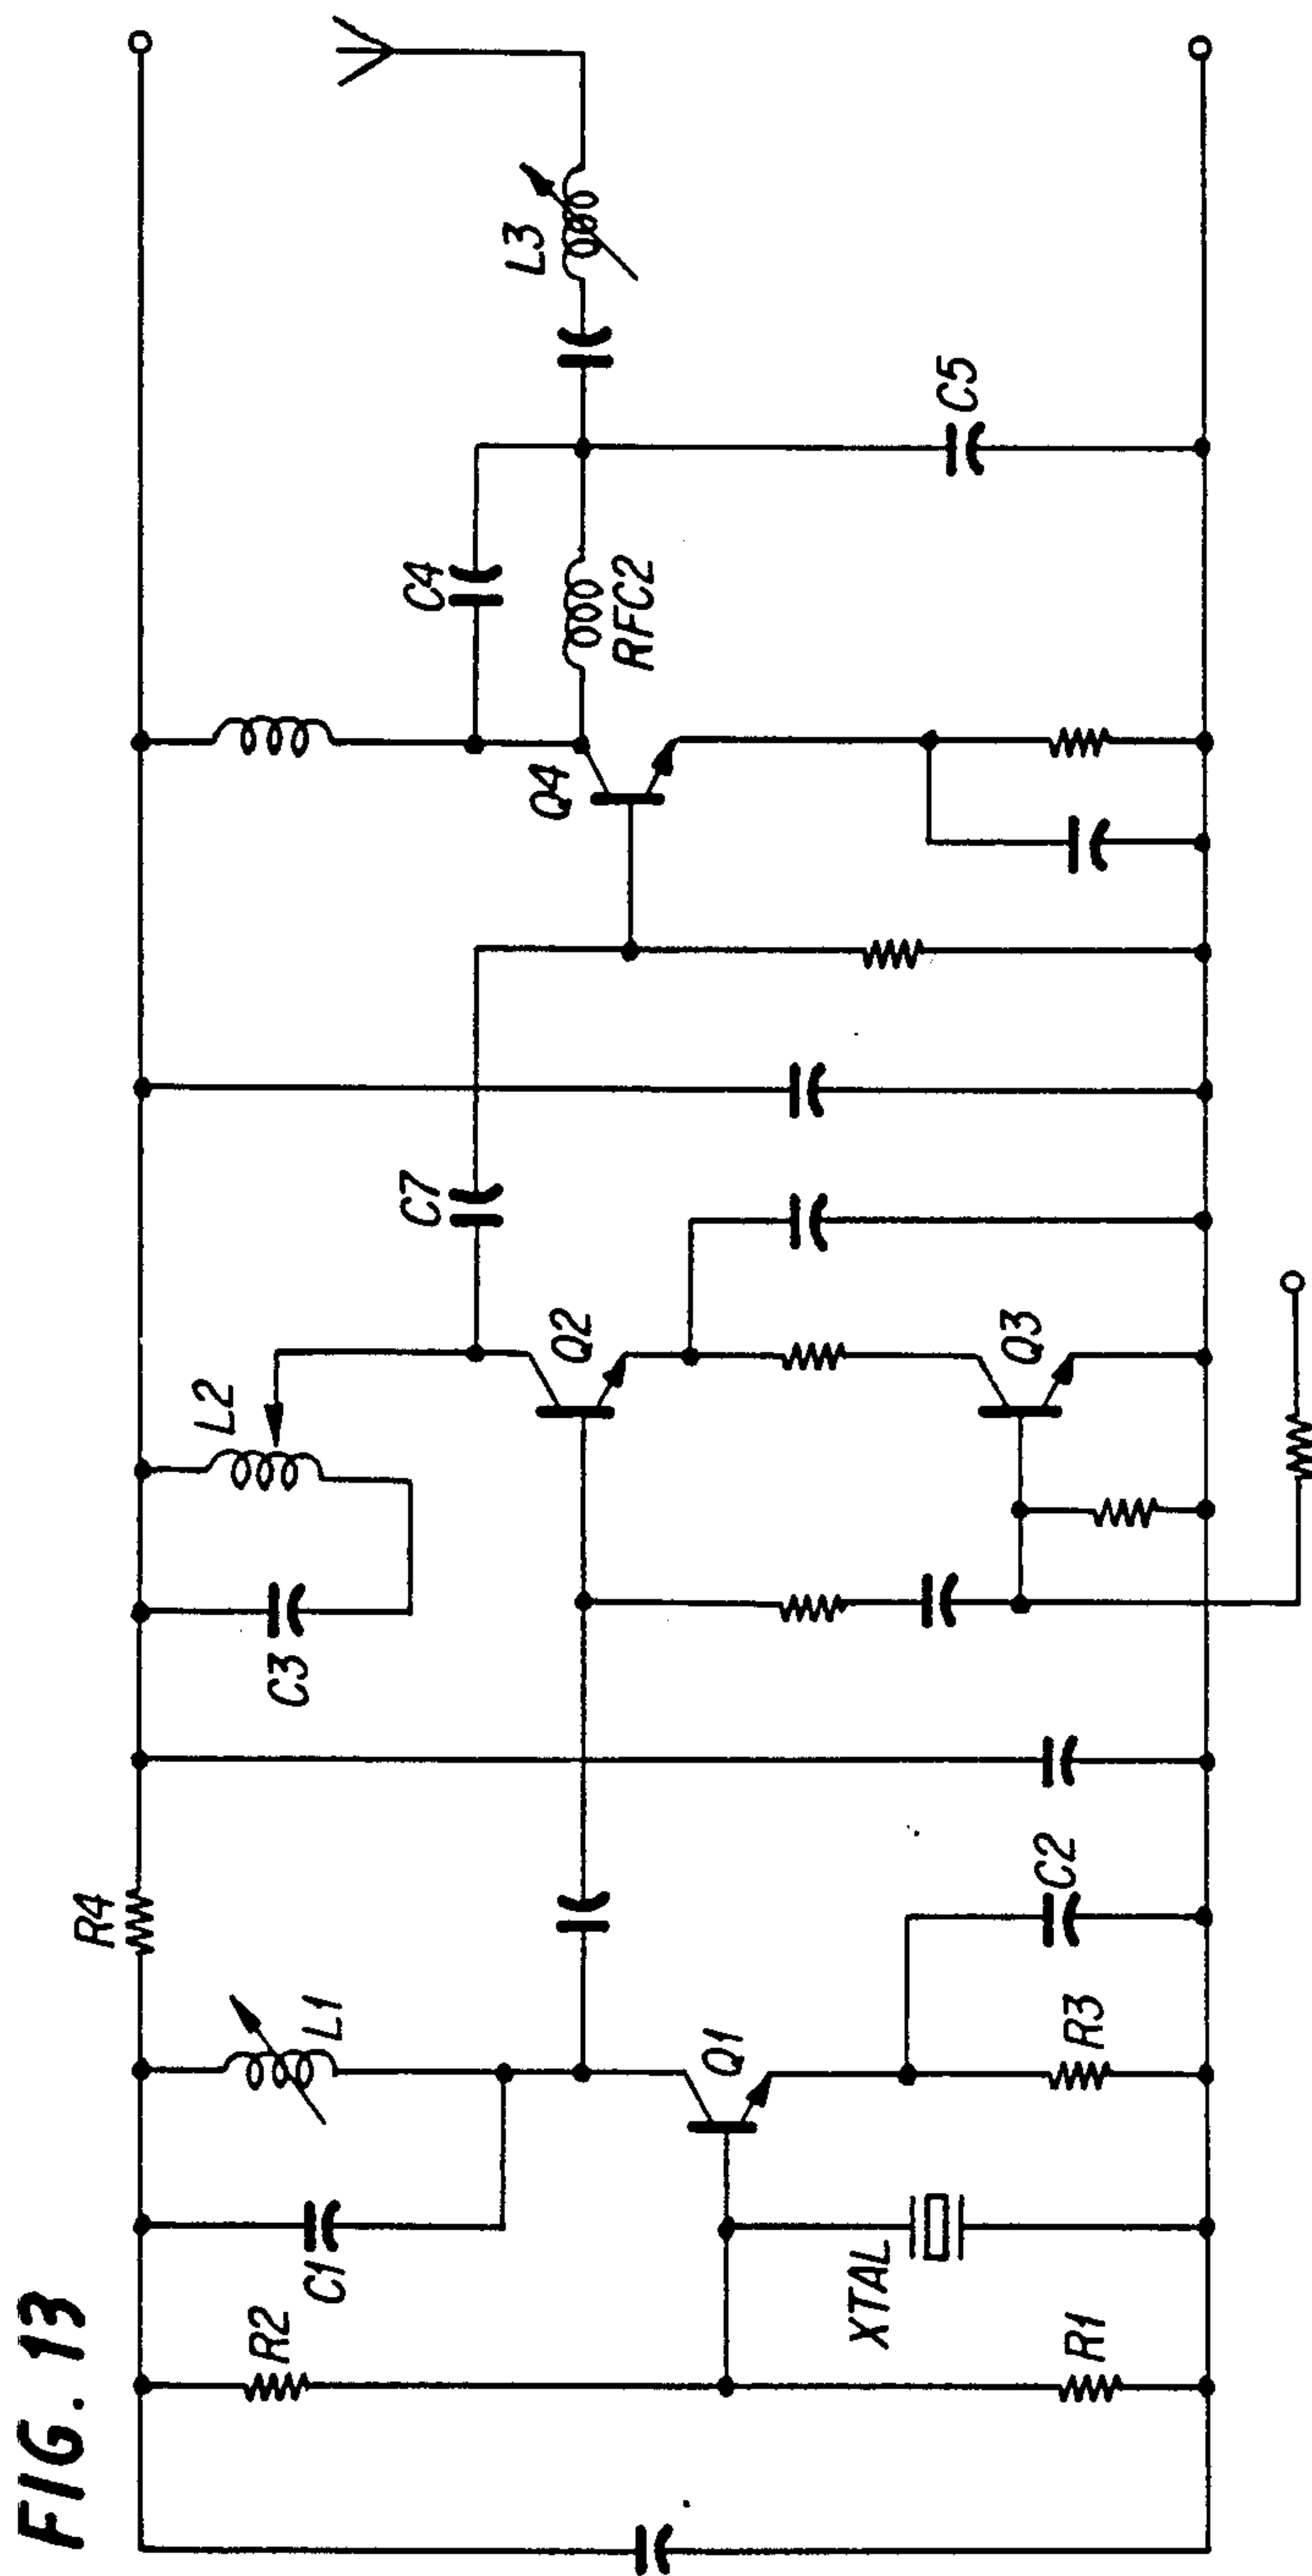 FIG. 13
R4
L1
C1
R2
Q1
XTAL
R1
R3
C2
C3
L2
C7
Q2
Q3
Q4
C4
RFC2
L3
C5